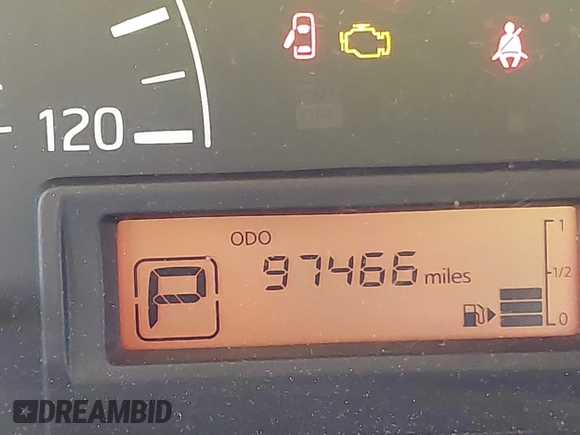 120
ODO
P 97466 miles
1
1/2
0
DREAMBID